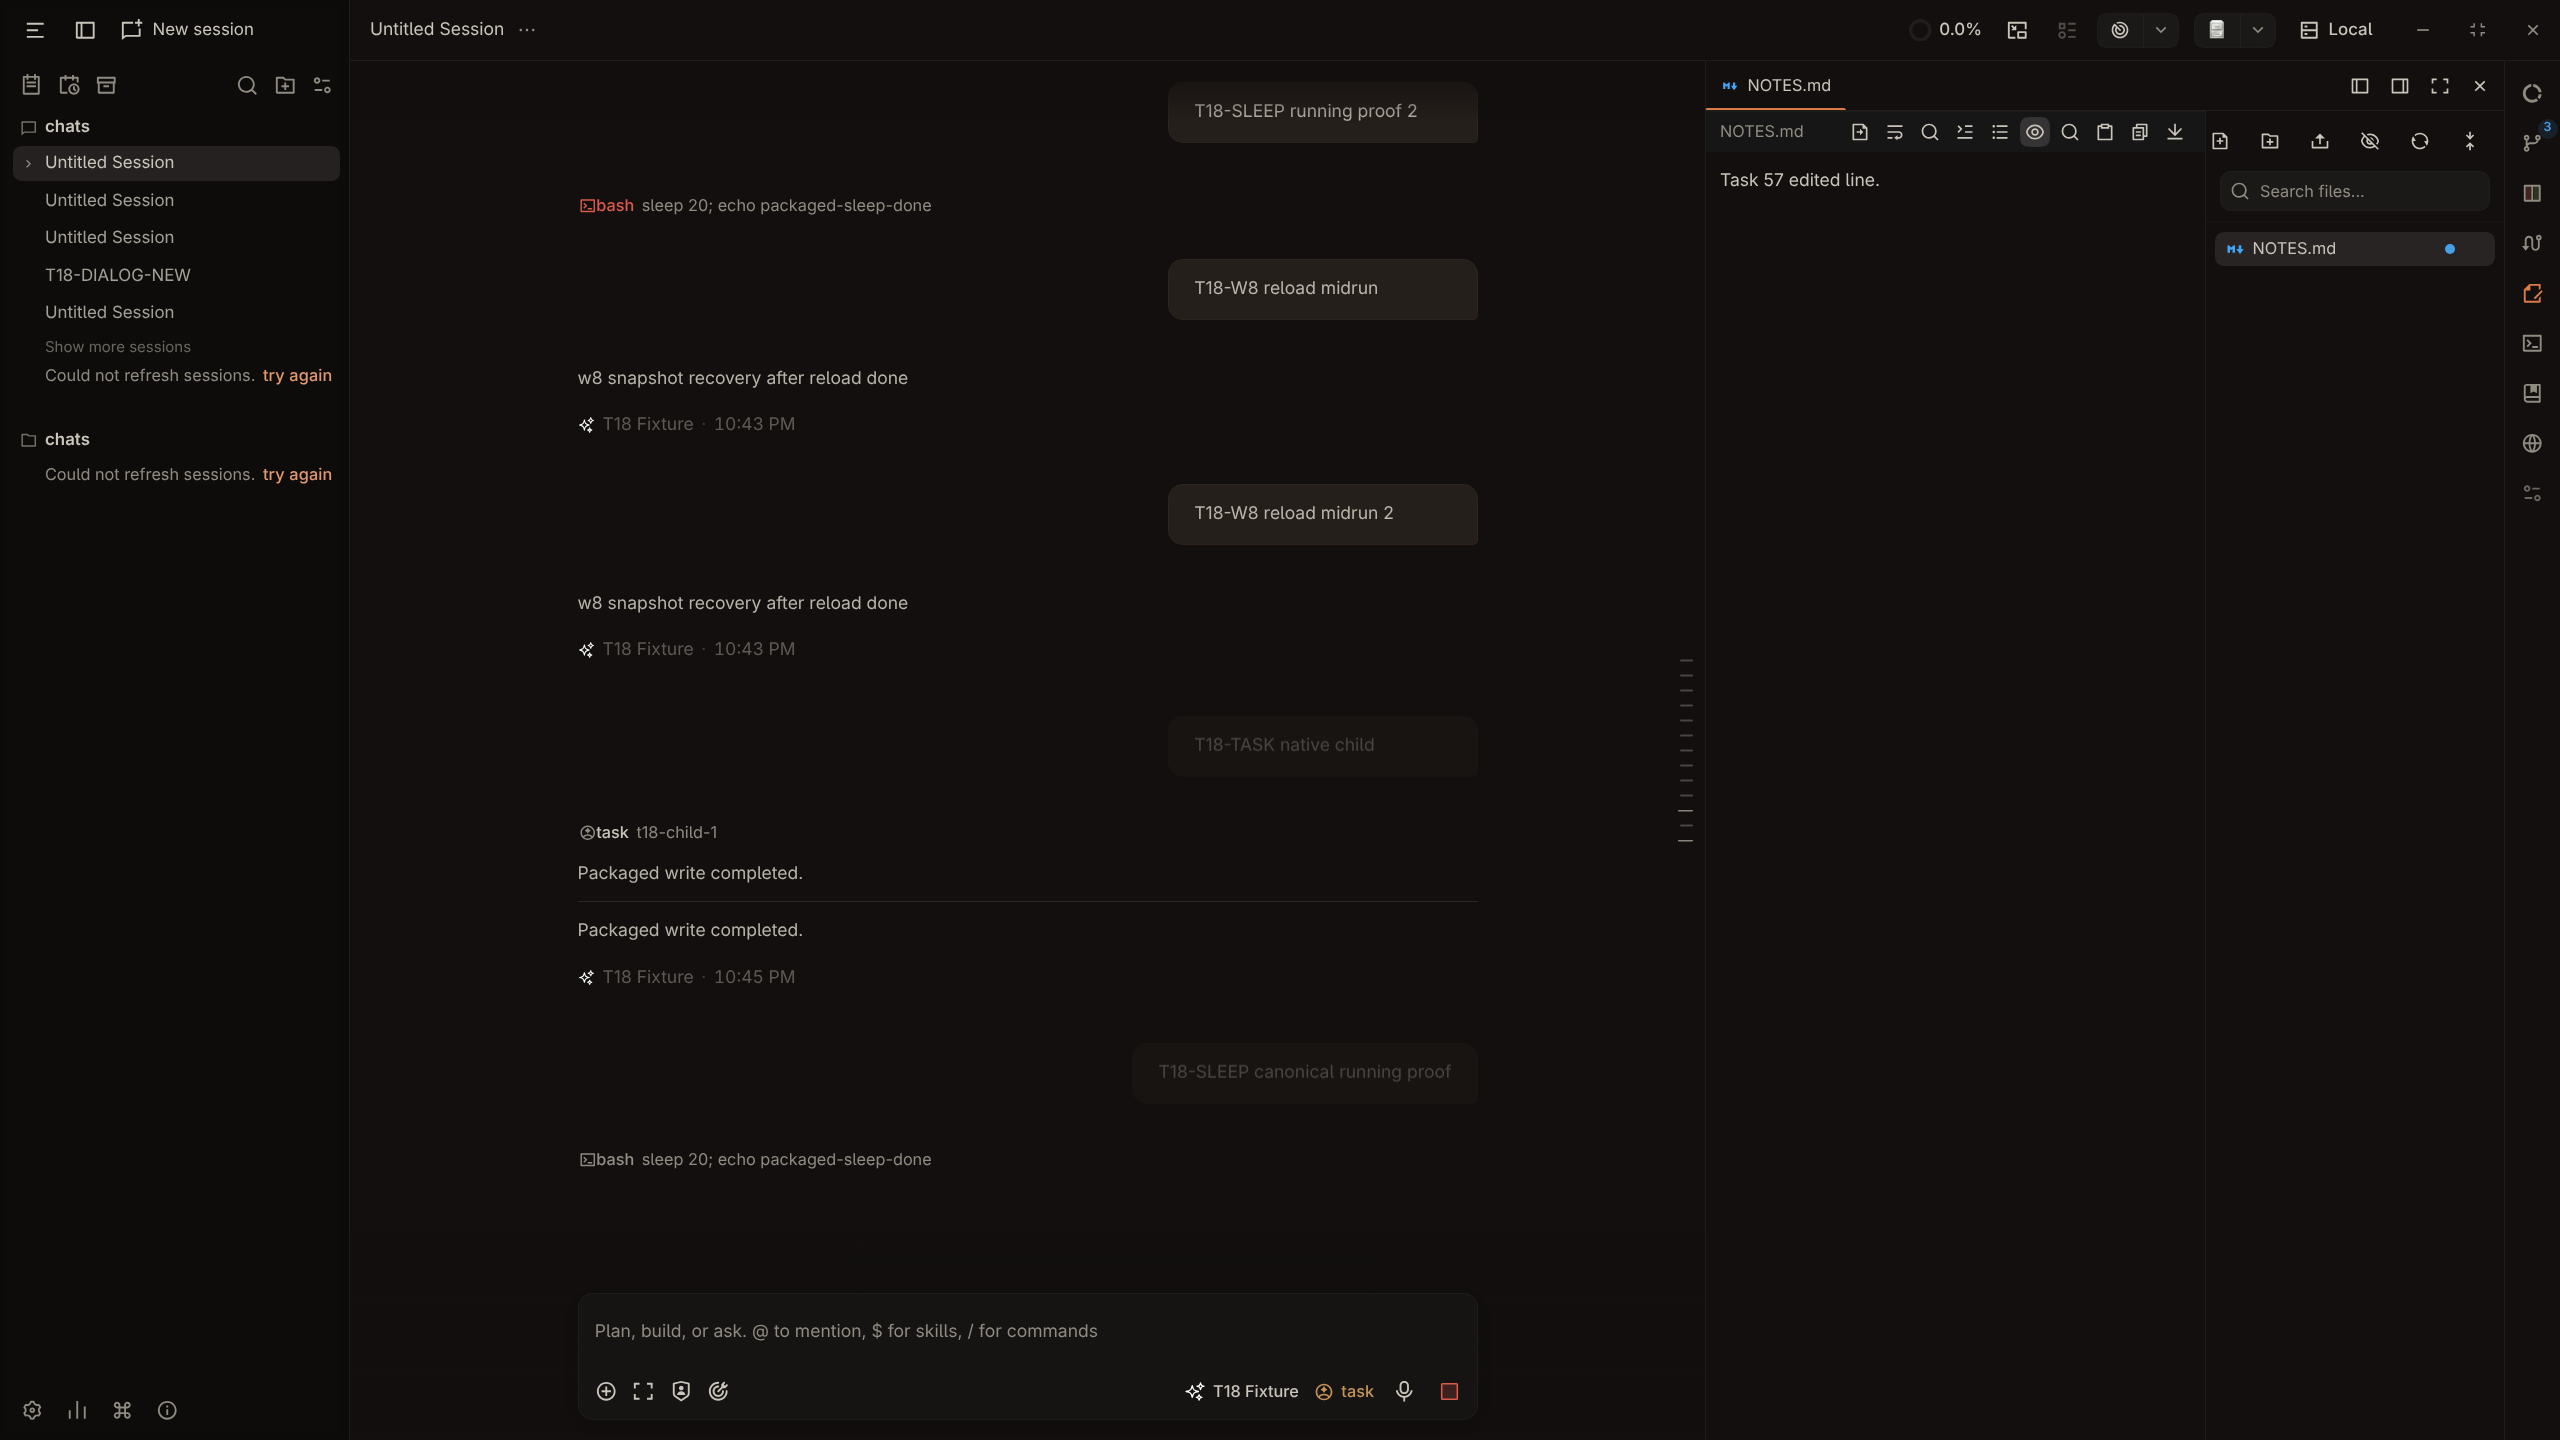 New session
chats
Untitled Session
Untitled Session
Untitled Session
T18-DIALOG-NEW
Untitled Session
Show more sessions
Could not refresh sessions. try again
chats
Could not refresh sessions. try again
Untitled Session
0.0%
Local
T18-SLEEP running proof 2
bash sleep 20; echo packaged-sleep-done
T18-W8 reload midrun
w8 snapshot recovery after reload done
T18 Fixture · 10:43 PM
T18-W8 reload midrun 2
w8 snapshot recovery after reload done
T18 Fixture · 10:43 PM
T18-TASK native child
task t18-child-1
Packaged write completed.
Packaged write completed.
T18 Fixture · 10:45 PM
T18-SLEEP canonical running proof
bash sleep 20; echo packaged-sleep-done
Plan, build, or ask. @ to mention, $ for skills, / for commands
T18 Fixture task
NOTES.md
NOTES.md
Task 57 edited line.
Search files...
NOTES.md
3